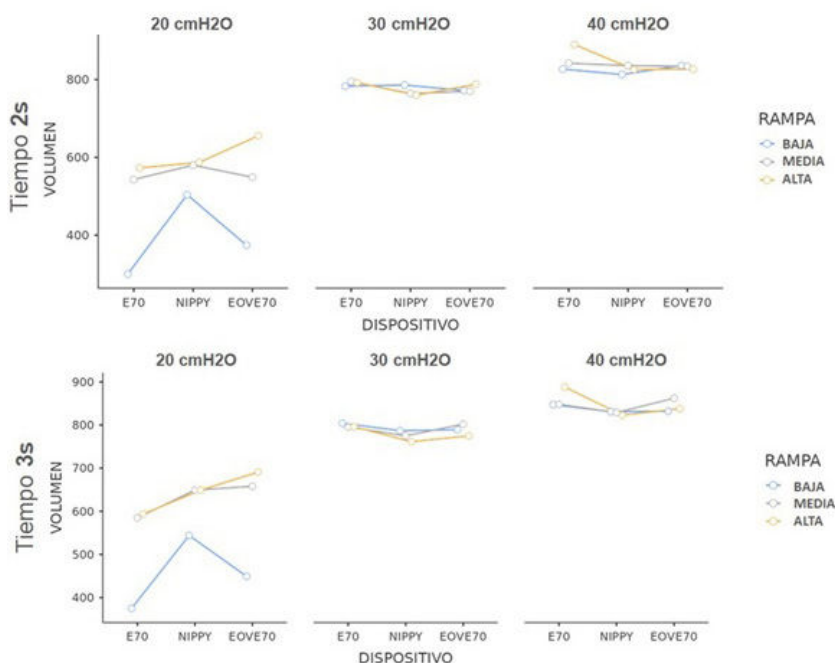 20 cmH2O 30 cmH2O 40 cmH2O
Tiempo 2s
VOLUMEN
800
600
400
E70 NIPPY EOVE70 E70 NIPPY EOVE70 E70 NIPPY EOVE70
DISPOSITIVO
RAMPA
BAJA
MEDIA
ALTA
20 cmH2O 30 cmH2O 40 cmH2O
Tiempo 3s
VOLUMEN
900
800
700
600
500
400
E70 NIPPY EOVE70 E70 NIPPY EOVE70 E70 NIPPY EOVE70
DISPOSITIVO
RAMPA
BAJA
MEDIA
ALTA